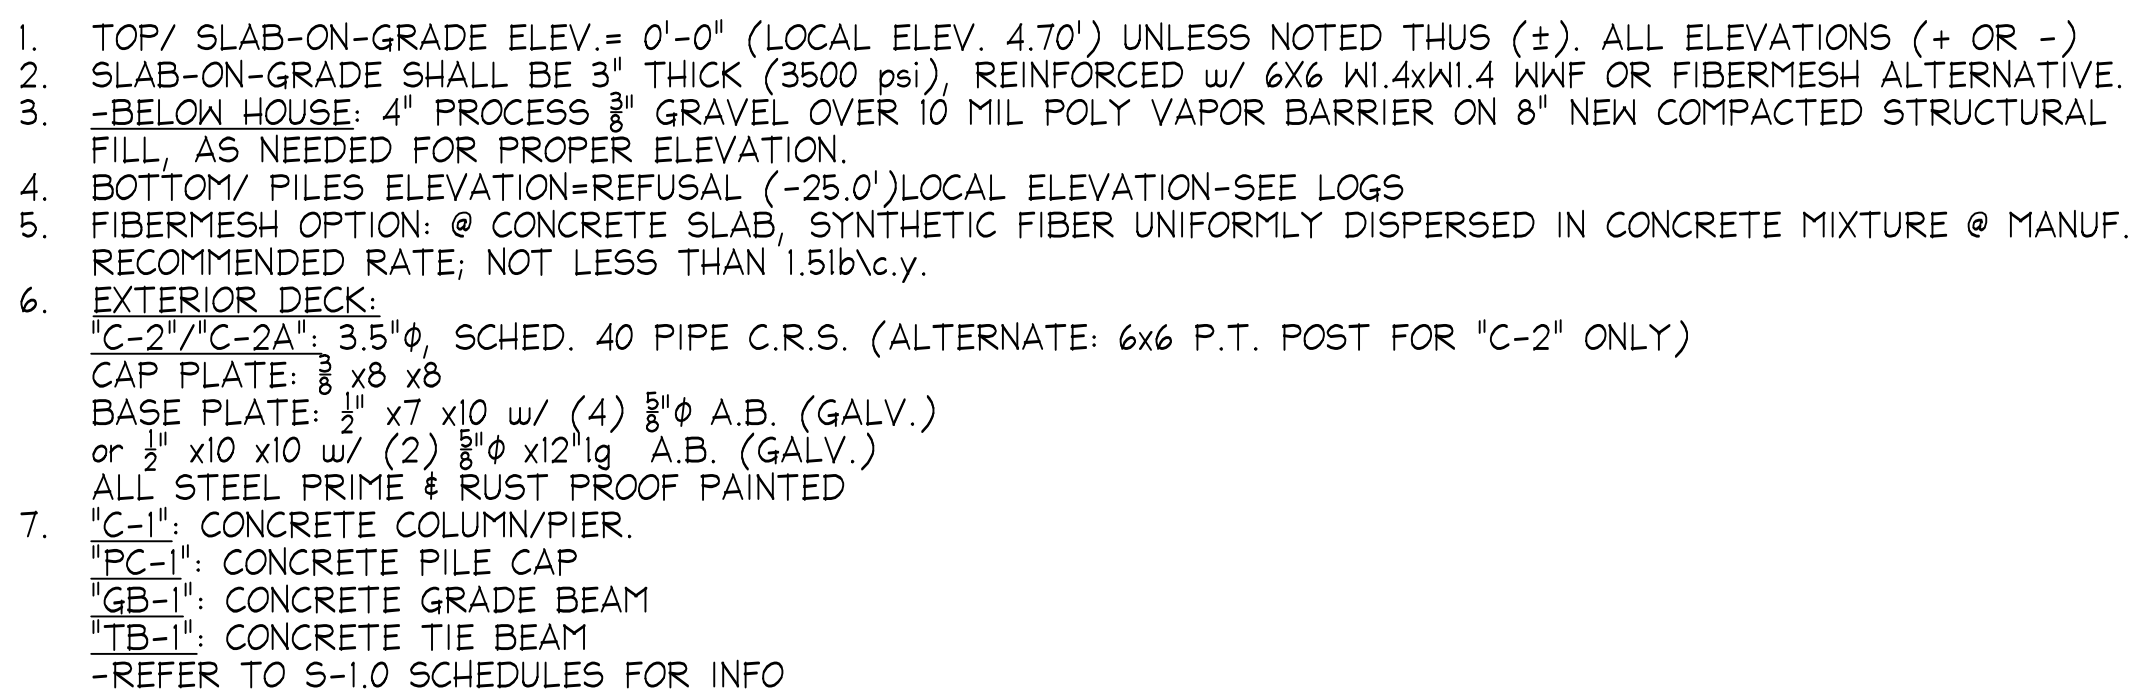 1. TOP/ SLAB-ON-GRADE ELEV.= 0'-0" (LOCAL ELEV. 4.70') UNLESS NOTED THUS (±). ALL ELEVATIONS (+ OR -)
2. SLAB-ON-GRADE SHALL BE 3" THICK (3500 psi), REINFORCED w/ 6X6 W1.4xW1.4 WWF OR FIBERMESH ALTERNATIVE.
3. -BELOW HOUSE: 4" PROCESS 3/8" GRAVEL OVER 10 MIL POLY VAPOR BARRIER ON 8" NEW COMPACTED STRUCTURAL
FILL, AS NEEDED FOR PROPER ELEVATION.
4. BOTTOM/ PILES ELEVATION=REFUSAL (-25.0')LOCAL ELEVATION-SEE LOGS
5. FIBERMESH OPTION: @ CONCRETE SLAB, SYNTHETIC FIBER UNIFORMLY DISPERSED IN CONCRETE MIXTURE @ MANUF.
RECOMMENDED RATE; NOT LESS THAN 1.5lb\c.y.
6. EXTERIOR DECK:
"C-2"/"C-2A": 3.5"ϕ, SCHED. 40 PIPE C.R.S. (ALTERNATE: 6x6 P.T. POST FOR "C-2" ONLY)
CAP PLATE: 3/8 x8 x8
BASE PLATE: 1/2" x7 x10 w/ (4) 5/8"ϕ A.B. (GALV.)
or 1/2" x10 x10 w/ (2) 5/8"ϕ x12"lg A.B. (GALV.)
ALL STEEL PRIME & RUST PROOF PAINTED
7. "C-1": CONCRETE COLUMN/PIER.
"PC-1": CONCRETE PILE CAP
"GB-1": CONCRETE GRADE BEAM
"TB-1": CONCRETE TIE BEAM
-REFER TO S-1.0 SCHEDULES FOR INFO